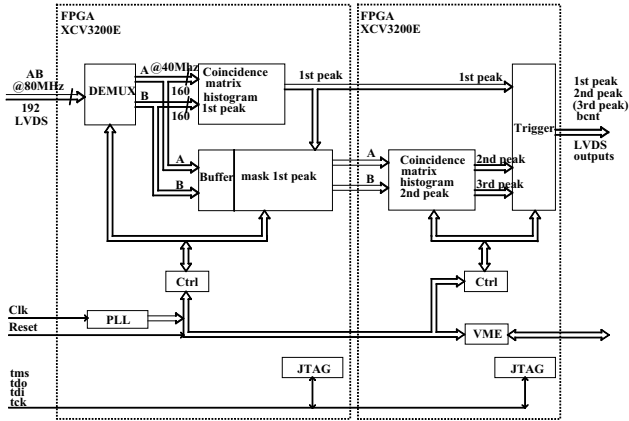 FPGA
XCV3200E
FPGA
XCV3200E
AB
@80MHz
192
LVDS
DEMUX
A @40Mhz
160
B
160
Coincidence
matrix
histogram
1st peak
1st peak
1st peak
Trigger
1st peak
2nd peak
(3rd peak)
bcnt
LVDS
outputs
A
B
Buffer
mask 1st peak
A
B
Coincidence
matrix
histogram
2nd peak
2nd peak
3rd peak
Ctrl
Ctrl
Clk
PLL
Reset
VME
JTAG
JTAG
tms
tdo
tdi
tck